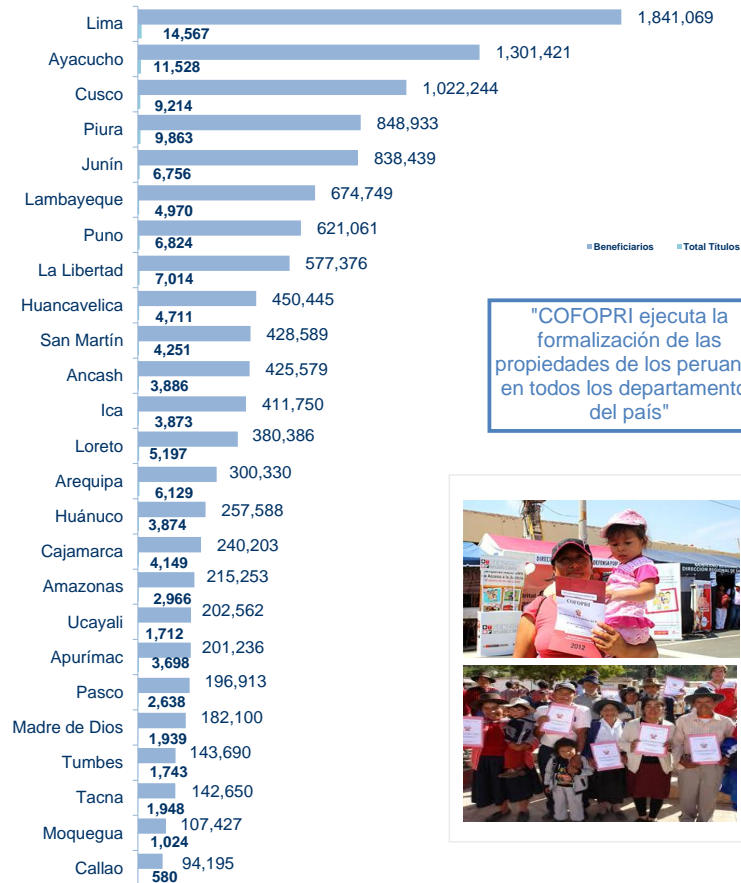 Lima 1,841,069
14,567
Ayacucho 1,301,421
11,528
Cusco 1,022,244
9,214
Piura 848,933
9,863
Junín 838,439
6,756
Lambayeque 674,749
4,970
Puno 621,061
6,824
La Libertad 577,376
7,014
Huancavelica 450,445
4,711
San Martín 428,589
4,251
Ancash 425,579
3,886
Ica 411,750
3,873
Loreto 380,386
5,197
Arequipa 300,330
6,129
Huánuco 257,588
3,874
Cajamarca 240,203
4,149
Amazonas 215,253
2,966
Ucayali 202,562
1,712
Apurímac 201,236
3,698
Pasco 196,913
2,638
Madre de Dios 182,100
1,939
Tumbes 143,690
1,743
Tacna 142,650
1,948
Moquegua 107,427
1,024
Callao 94,195
580
Beneficiarios Total Títulos
"COFOPRI ejecuta la
formalización de las
propiedades de los peruan
en todos los departament
del país"
COFOPRI
2012